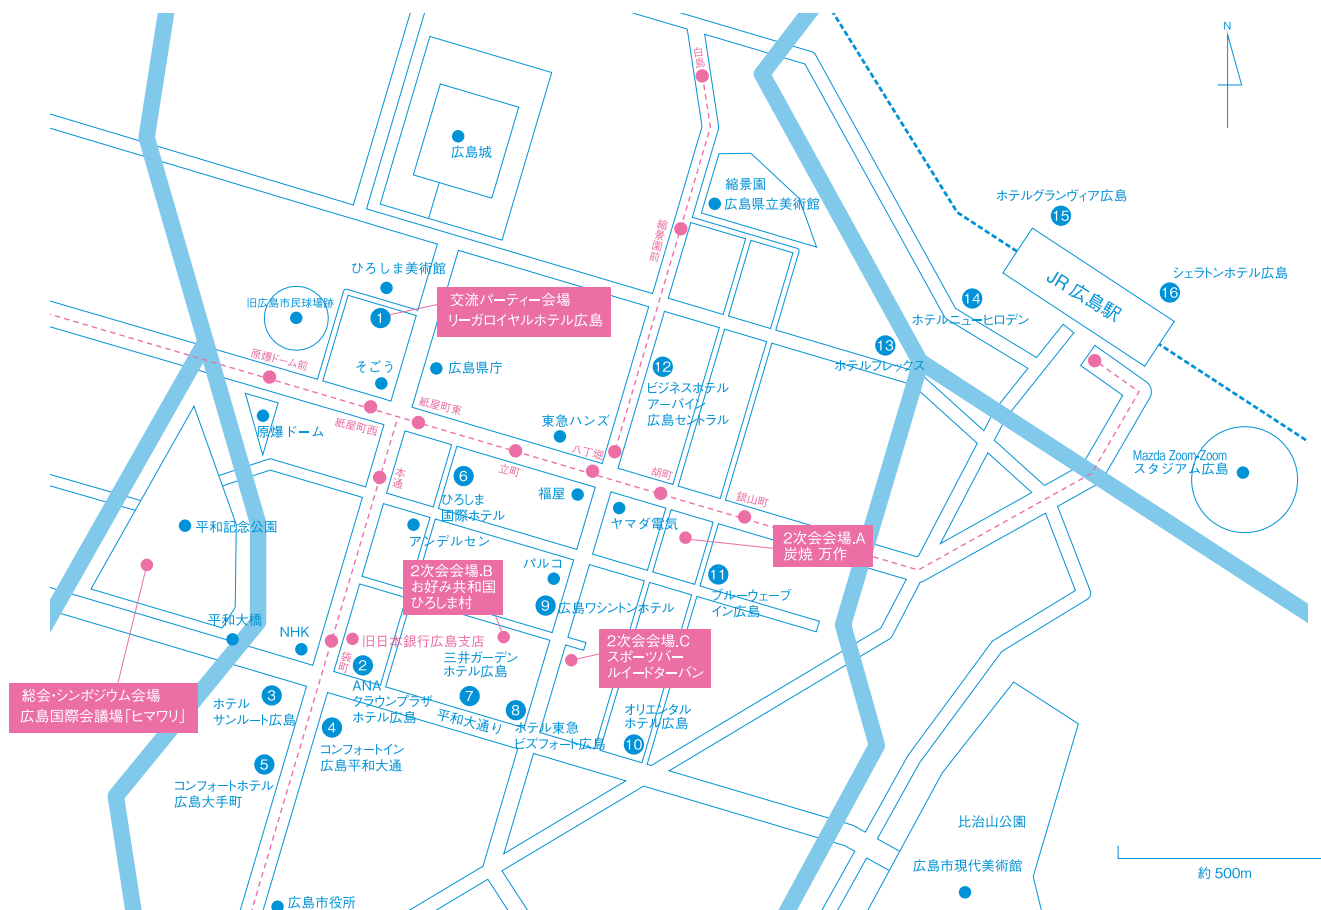 N
白島
広島城
縮景園
広島県立美術館
縮景園前
ホテルグランヴィア広島
15
JR 広島駅
シェラトンホテル広島
16
14
ホテルニューヒロデン
13
ホテルフレックス
ひろしま美術館
旧広島市民球場跡
1
交流パーティー会場
リーガロイヤルホテル広島
原爆ドーム前
そごう
広島県庁
12
ビジネスホテル
アーバイン
広島セントラル
紙屋町東
紙屋町西
原爆ドーム
東急ハンズ
八丁堀
立町
胡町
銀山町
本通
6
ひろしま
国際ホテル
福屋
ヤマダ電気
Mazda Zoom-Zoom
スタジアム広島
平和記念公園
アンデルセン
2次会会場.A
炭焼 万作
2次会会場.B
お好み共和国
ひろしま村
パルコ
11
ブルーウェーブ
イン広島
9
広島ワシントンホテル
平和大橋
NHK
旧日本銀行広島支店
袋町
2次会会場.C
スポーツバー
ルイードターバン
三井ガーデン
ホテル広島
2
ANA
クラウンプラザ
ホテル広島
総会・シンポジウム会場
広島国際会議場「ヒマワリ」
3
ホテル
サンルート広島
7
8
平和大通り
ホテル東急
ビズフォート広島
オリエンタル
ホテル広島
10
4
コンフォートイン
広島平和大通
5
コンフォートホテル
広島大手町
比治山公園
広島市現代美術館
約 500m
広島市役所